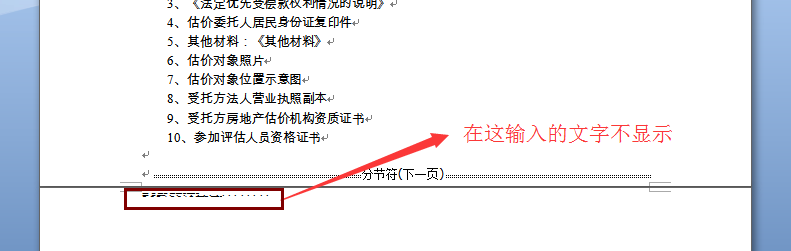 3、《法定优先受偿款权利情况的说明》
4、估价委托人居民身份证复印件
5、其他材料：《其他材料》
6、估价对象照片
7、估价对象位置示意图
8、受托方法人营业执照副本
9、受托方房地产估价机构资质证书
10、参加评估人员资格证书
在这输入的文字不显示
分节符(下一页)